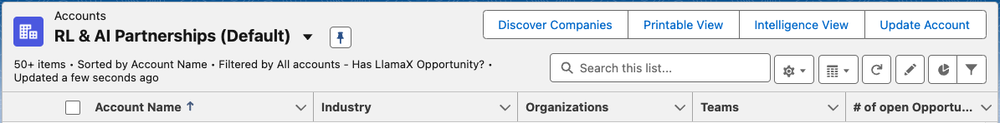 Accounts
RL & AI Partnerships (Default)
Discover Companies
Printable View
Intelligence View
Update Account
50+ items • Sorted by Account Name • Filtered by All accounts - Has LlamaX Opportunity? •
Updated a few seconds ago
Search this list...
Account Name
Industry
Organizations
Teams
# of open Opportu...